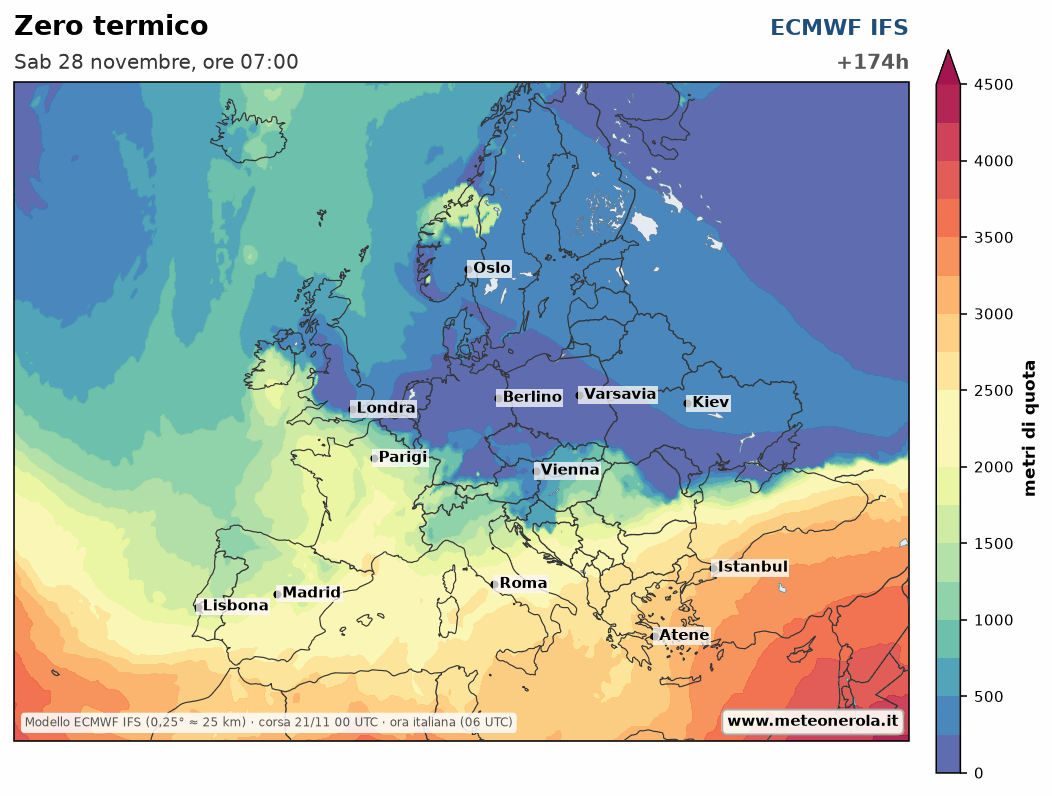 Zero termico
ECMWF IFS
Sab 28 novembre, ore 07:00
+174h
4500
4000
3500
3000
2500
2000
1500
1000
500
0
metri di quota
Oslo
Berlino
Varsavia
Kiev
Londra
Parigi
Vienna
Istanbul
Roma
Madrid
Lisbona
Atene
Modello ECMWF IFS (0,25° ≈ 25 km) · corsa 21/11 00 UTC · ora italiana (06 UTC)
www.meteonerola.it